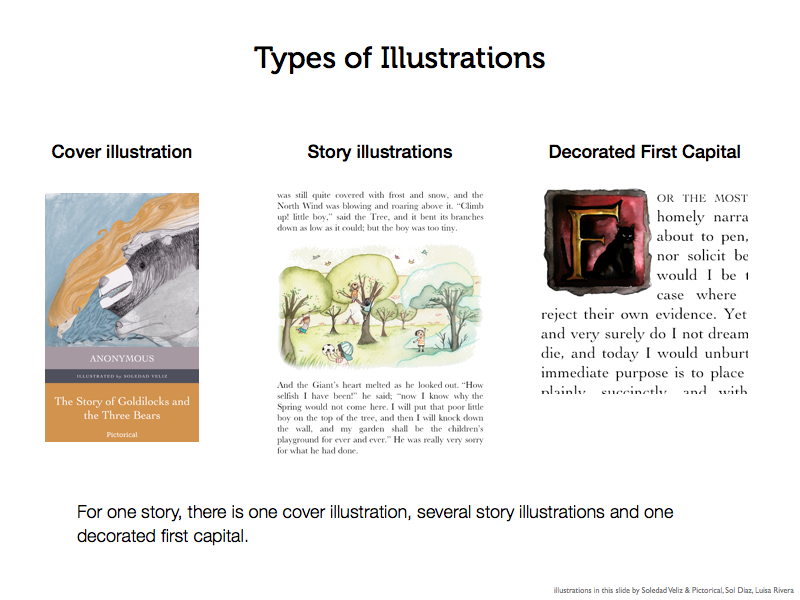 Types of Illustrations
Cover illustration
ANONYMOUS
ILLUSTRATED by SOLEDAD VELIZ
The Story of Goldilocks and
the Three Bears
Pictorical
Story illustrations
was still quite covered with frost and snow, and the
North Wind was blowing and roaring above it. “Climb
up! little boy,” said the Tree, and it bent its branches
down as low as it could; but the boy was too tiny.
And the Giant’s heart melted as he looked out. “How
selfish I have been!” he said; “now I know why the
Spring would not come here. I will put that poor little
boy on the top of the tree, and then I will knock down
the wall, and my garden shall be the children’s
playground for ever and ever.” He was really very sorry
for what he had done.
Decorated First Capital
F
OR THE MOST
homely narra
about to pen,
nor solicit be
would I be t
case where
reject their own evidence. Yet
and very surely do I not dream
die, and today I would unburt
immediate purpose is to place
plainly, succinctly, and with
For one story, there is one cover illustration, several story illustrations and one
decorated first capital.
illustrations in this slide by Soledad Veliz & Pictorical, Sol Diaz, Luisa Rivera